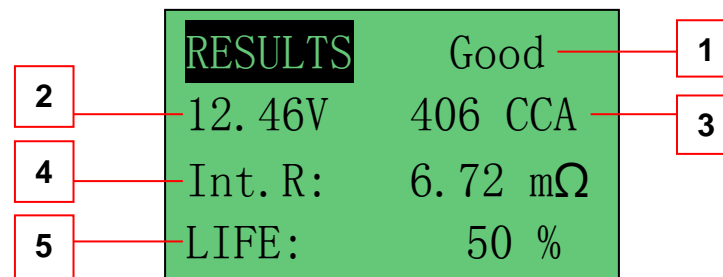 RESULTS Good 1
2 12.46V 406 CCA 3
4 Int.R: 6.72 mΩ
5 LIFE: 50 %